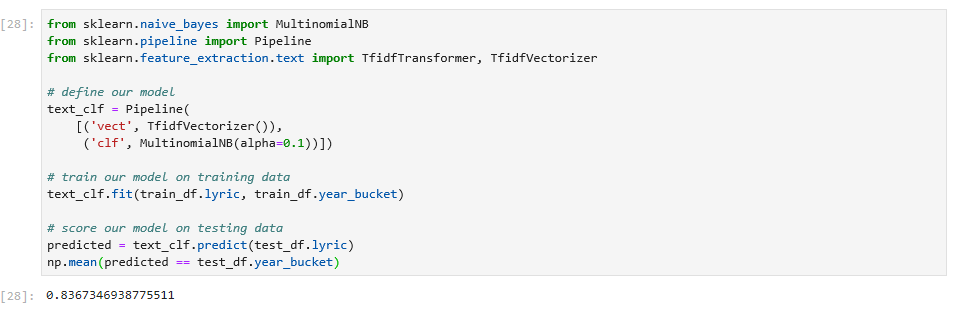 [28]: from sklearn.naive_bayes import MultinomialNB
from sklearn.pipeline import Pipeline
from sklearn.feature_extraction.text import TfidfTransformer, TfidfVectorizer
# define our model
text_clf = Pipeline(
[('vect', TfidfVectorizer()),
('clf', MultinomialNB(alpha=0.1))])
# train our model on training data
text_clf.fit(train_df.lyric, train_df.year_bucket)
# score our model on testing data
predicted = text_clf.predict(test_df.lyric)
np.mean(predicted == test_df.year_bucket)
[28]: 0.8367346938775511